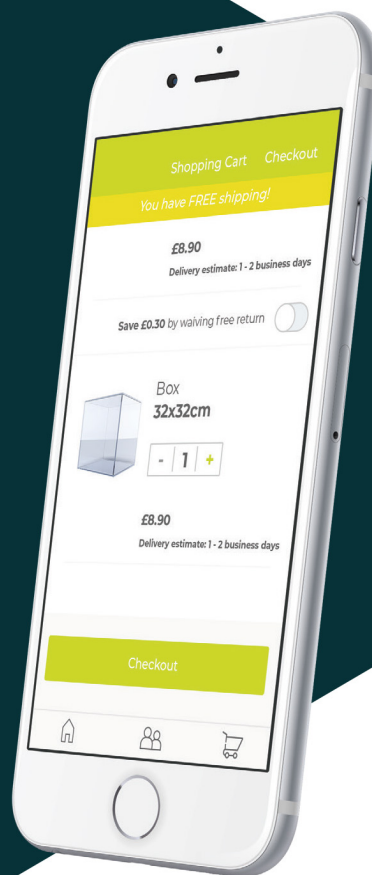 Shopping Cart Checkout
You have FREE shipping!
£8.90
Delivery estimate: 1 - 2 business days
Save £0.30 by waiving free return
Box
32x32cm
- 1 +
£8.90
Delivery estimate: 1 - 2 business days
Checkout